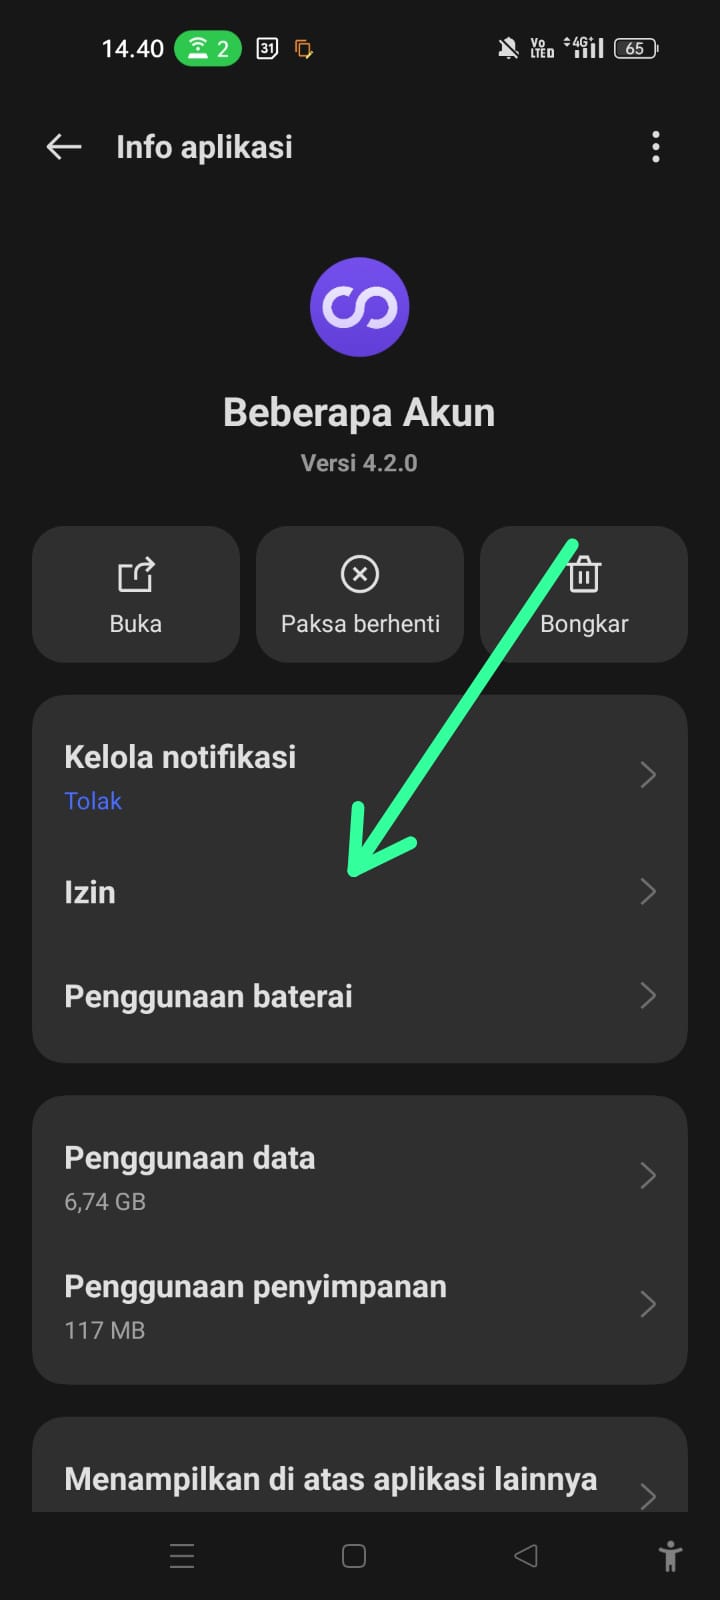 14.40 2 31 Vo LTE D 4G+ 65
Info aplikasi
Beberapa Akun
Versi 4.2.0
Buka Paksa berhenti Bongkar
Kelola notifikasi
Tolak
Izin
Penggunaan baterai
Penggunaan data
6,74 GB
Penggunaan penyimpanan
117 MB
Menampilkan di atas aplikasi lainnya